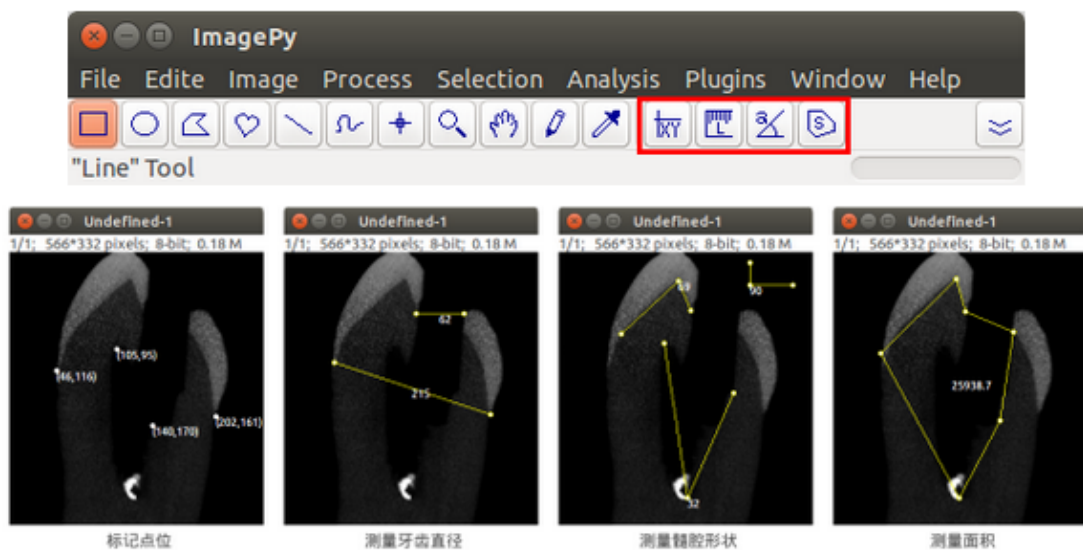 ImagePy
File Edite Image Process Selection Analysis Plugins Window Help
XY L a S
"Line" Tool
Undefined-1
1/1; 566*332 pixels; 8-bit; 0.18 M
(105,95)
(46,116)
(202,161)
(140,170)
标记点位
Undefined-1
1/1; 566*332 pixels; 8-bit; 0.18 M
62
215
测量牙齿直径
Undefined-1
1/1; 566*332 pixels; 8-bit; 0.18 M
69
90
32
测量髓腔形状
Undefined-1
1/1; 566*332 pixels; 8-bit; 0.18 M
25938.7
测量面积